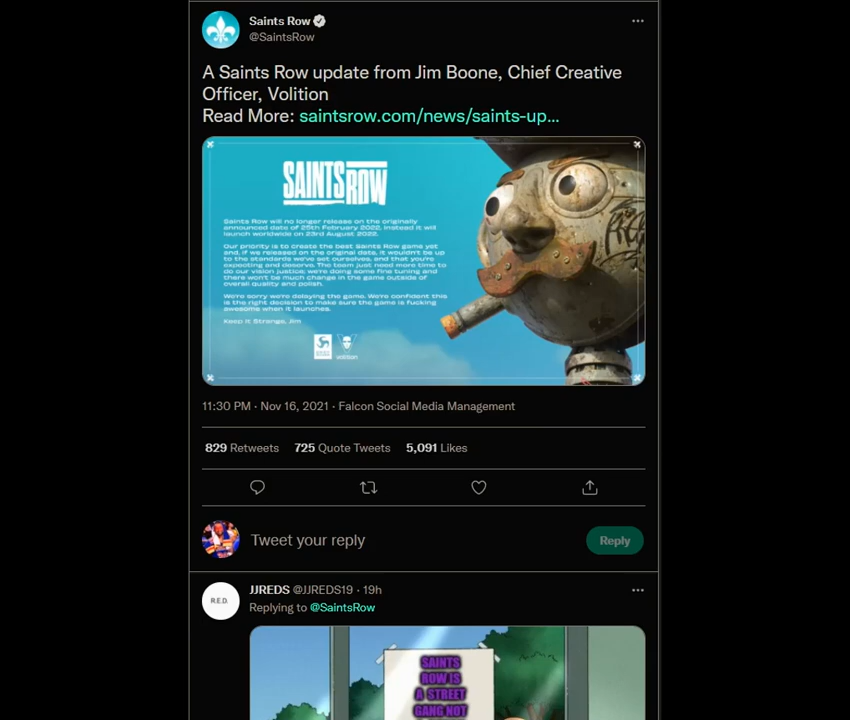 Saints Row
@SaintsRow
A Saints Row update from Jim Boone, Chief Creative
Officer, Volition
Read More: saintsrow.com/news/saints-up...
SAINTS ROW
Saints Row will no longer release on the originally
announced date of 25th February 2022, instead it will
launch worldwide on 23rd August 2022.
Our priority is to create the best Saints Row game yet
and, if we released on the original date, it wouldn't be up
to the standards we've set ourselves, and that you're
expecting and deserve. The team just need more time to
do our vision justice; we're doing some fine tuning and
there won't be much change in the game outside of
overall quality and polish.
We're sorry we're delaying the game. We're confident this
is the right decision to make sure the game is fucking
awesome when it launches.
Keep it Strange, Jim
Volition
11:30 PM · Nov 16, 2021 · Falcon Social Media Management
829 Retweets 725 Quote Tweets 5,091 Likes
Tweet your reply
Reply
R.E.D.
JJREDS @JJREDS19 · 19h
Replying to @SaintsRow
SAINTS
ROW IS
A STREET
GANG NOT